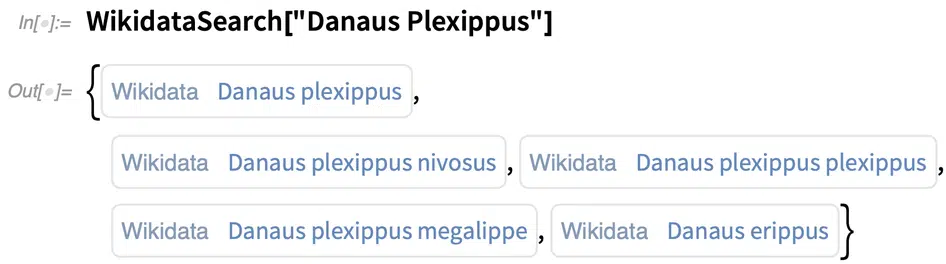 In[•]:= WikidataSearch["Danaus Plexippus"]
Out[•]= {Wikidata Danaus plexippus,
Wikidata Danaus plexippus nivosus, Wikidata Danaus plexippus plexippus,
Wikidata Danaus plexippus megalippe, Wikidata Danaus erippus}